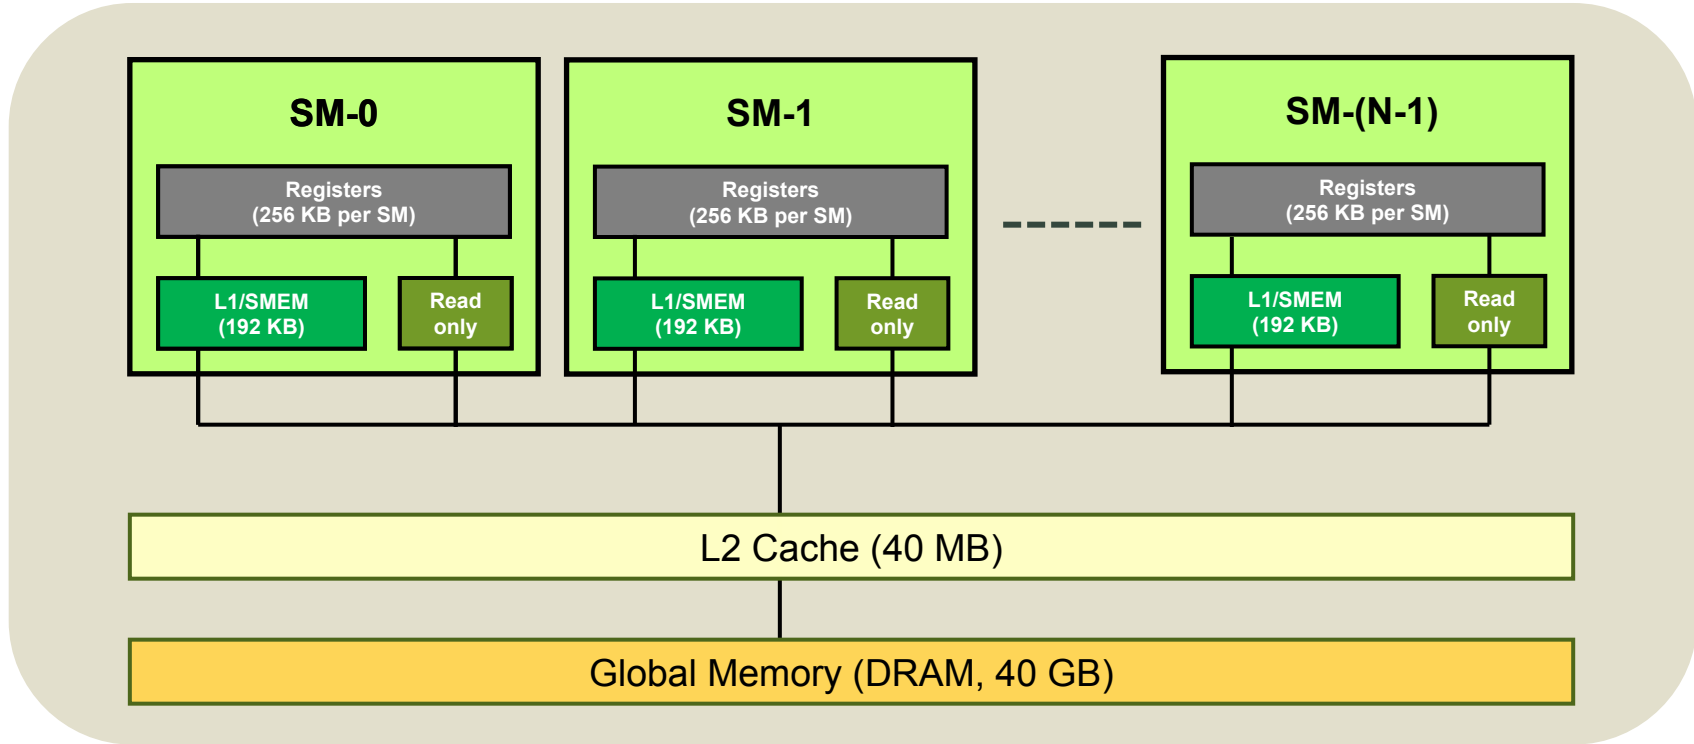 SM-0
Registers
(256 KB per SM)
L1/SMEM
(192 KB)
Read
only
SM-1
Registers
(256 KB per SM)
L1/SMEM
(192 KB)
Read
only
SM-(N-1)
Registers
(256 KB per SM)
L1/SMEM
(192 KB)
Read
only
L2 Cache (40 MB)
Global Memory (DRAM, 40 GB)